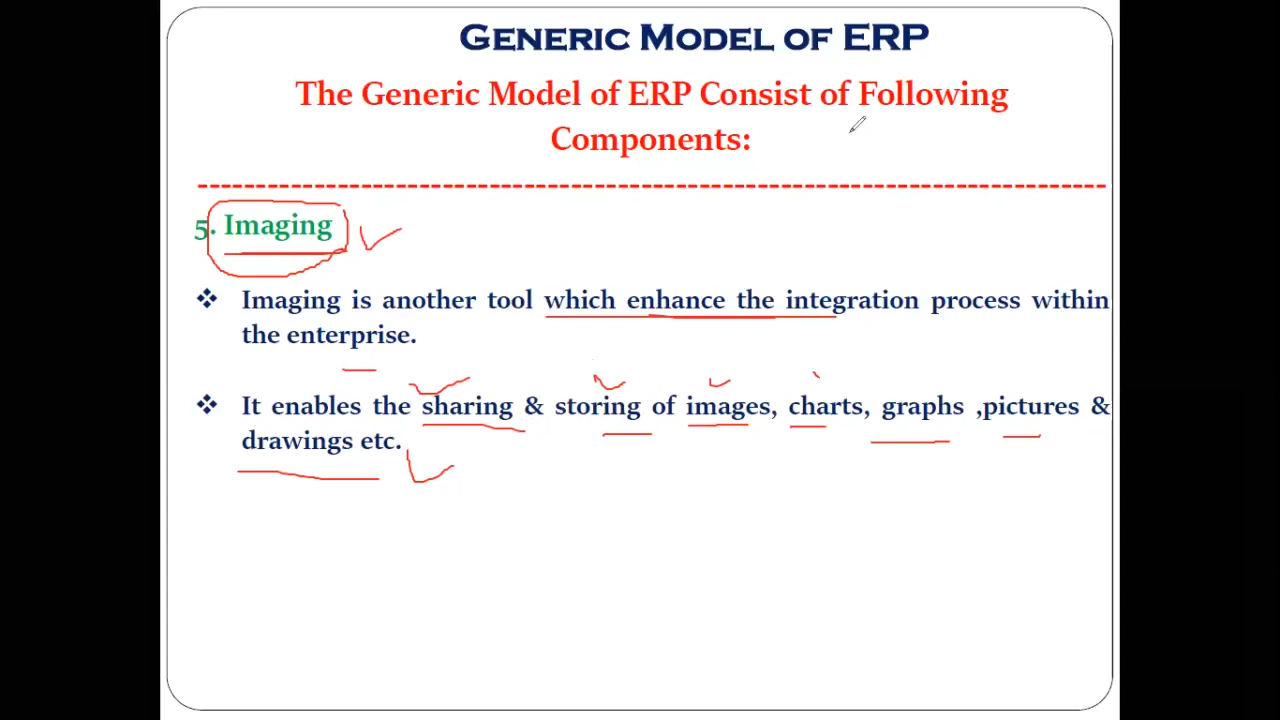 GENERIC MODEL OF ERP
The Generic Model of ERP Consist of Following
Components:
5. Imaging
❖ Imaging is another tool which enhance the integration process within
the enterprise.
❖ It enables the sharing & storing of images, charts, graphs ,pictures &
drawings etc.